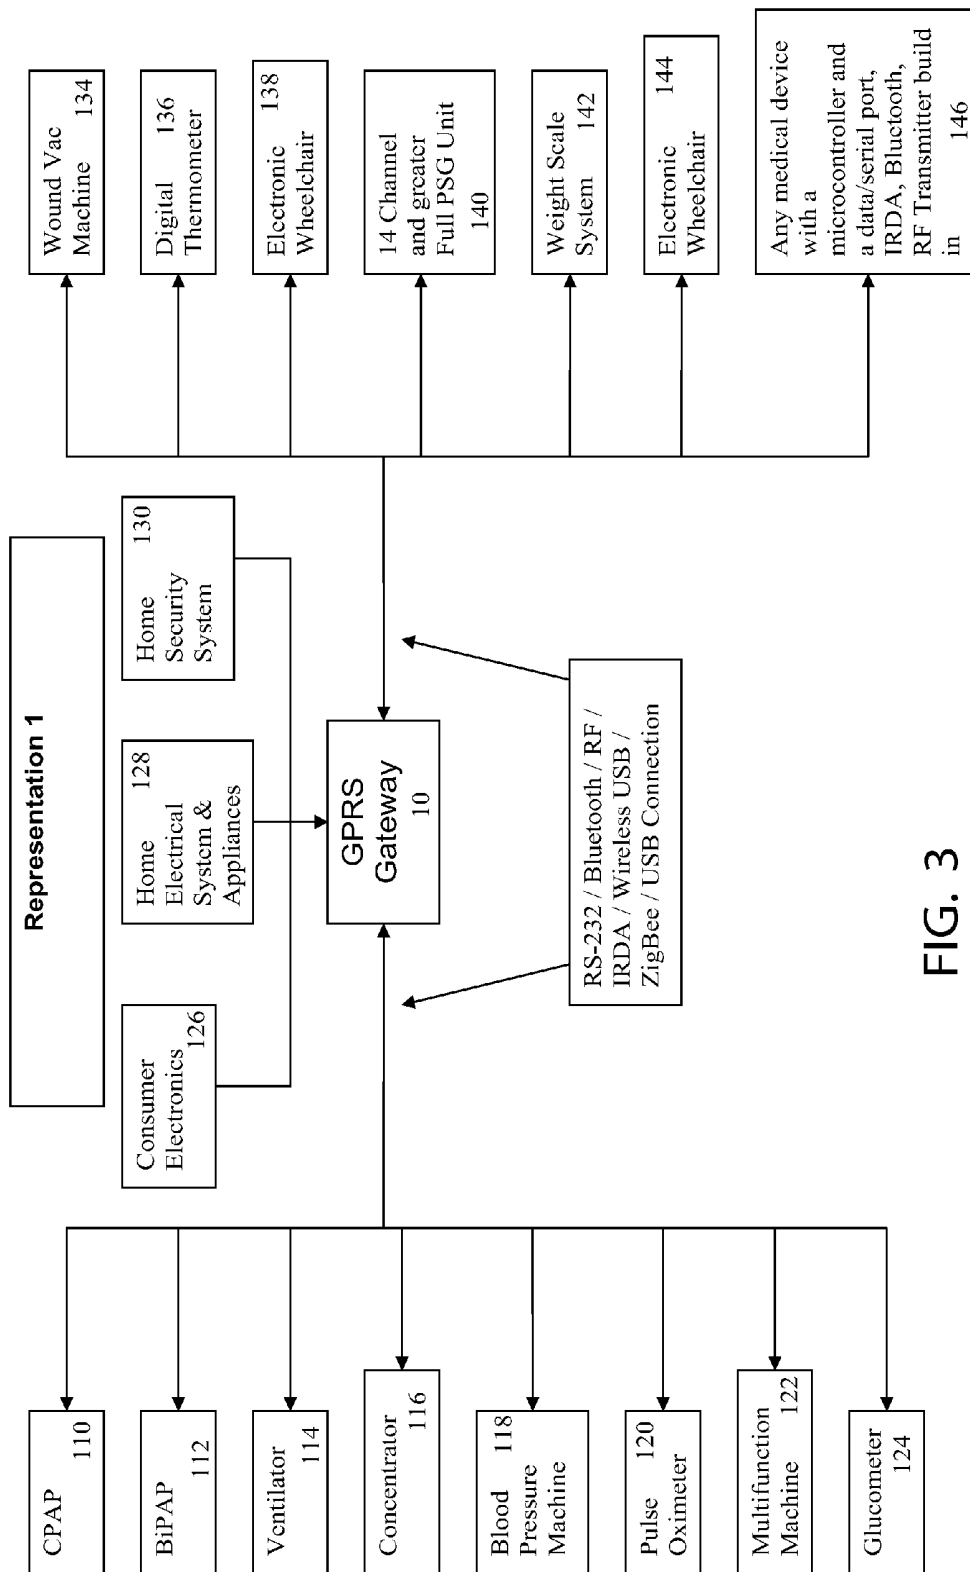 Representation 1
CPAP
110
BiPAP
112
Ventilator
114
Concentrator
116
Blood 118
Pressure
Machine
Pulse 120
Oximeter
Multifunction
Machine 122
Glucometer
124
Consumer
Electronics
126
Home 128
Electrical
System &
Appliances
Home 130
Security
System
GPRS
Gateway
10
RS-232 / Bluetooth / RF /
IRDA / Wireless USB /
ZigBee / USB Connection
Wound Vac
Machine 134
Digital 136
Thermometer
Electronic 138
Wheelchair
14 Channel
and greater
Full PSG Unit
140
Weight Scale
System 142
Electronic 144
Wheelchair
Any medical device
with a
microcontroller and
a data/serial port,
IRDA, Bluetooth,
RF Transmitter build
in 146
FIG. 3